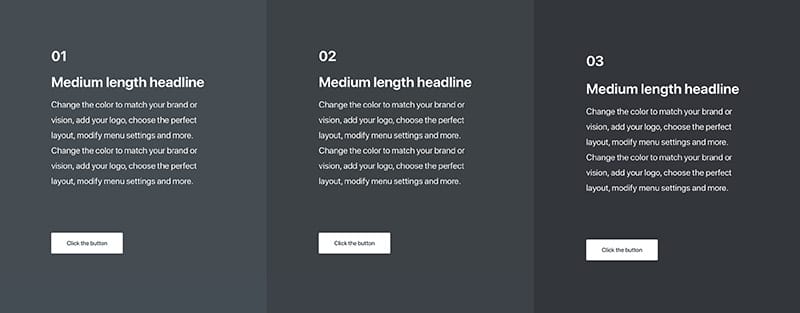 01
Medium length headline
Change the color to match your brand or
vision, add your logo, choose the perfect
layout, modify menu settings and more.
Change the color to match your brand or
vision, add your logo, choose the perfect
layout, modify menu settings and more.
Click the button
02
Medium length headline
Change the color to match your brand or
vision, add your logo, choose the perfect
layout, modify menu settings and more.
Change the color to match your brand or
vision, add your logo, choose the perfect
layout, modify menu settings and more.
Click the button
03
Medium length headline
Change the color to match your brand or
vision, add your logo, choose the perfect
layout, modify menu settings and more.
Change the color to match your brand or
vision, add your logo, choose the perfect
layout, modify menu settings and more.
Click the button